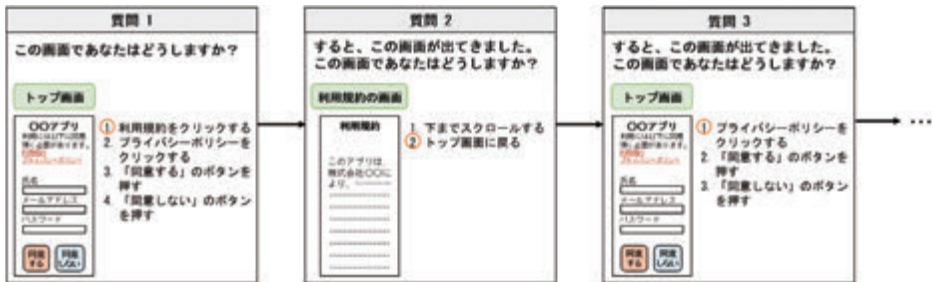 質問 1
この画面であなたはどうしますか？
トップ画面
〇〇アプリ
氏名
メールアドレス
パスワード
同意
する
同意
しない
1. 利用規約をクリックする
2. プライバシーポリシーを
クリックする
3. 「同意する」のボタンを
押す
4. 「同意しない」のボタン
を押す
質問 2
すると、この画面が出てきました。
この画面であなたはどうしますか？
利用規約の画面
利用規約
このアプリは、
株式会社〇〇に
より、
1. 下までスクロールする
2. トップ画面に戻る
質問 3
すると、この画面が出てきました。
この画面であなたはどうしますか？
トップ画面
〇〇アプリ
氏名
メールアドレス
パスワード
同意
する
同意
しない
1. プライバシーポリシーを
クリックする
2. 「同意する」のボタンを
押す
3. 「同意しない」のボタン
を押す
…